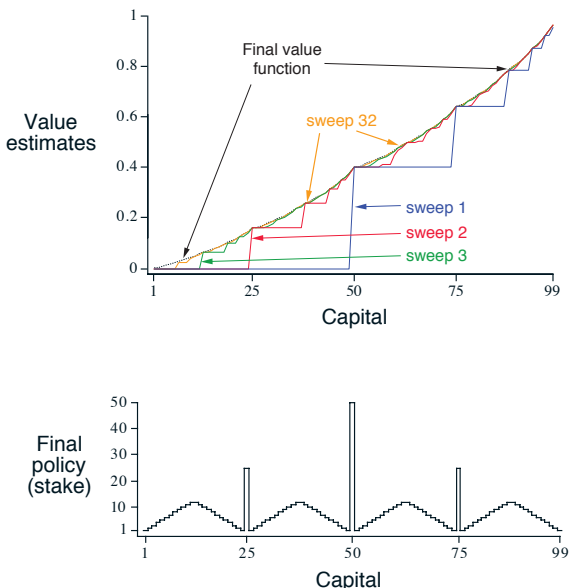 1
0.8
0.6
0.4
0.2
0
Value
estimates
Final value
function
sweep 32
sweep 1
sweep 2
sweep 3
1
25
50
75
99
Capital
50
40
30
20
10
1
Final
policy
(stake)
1
25
50
75
99
Capital